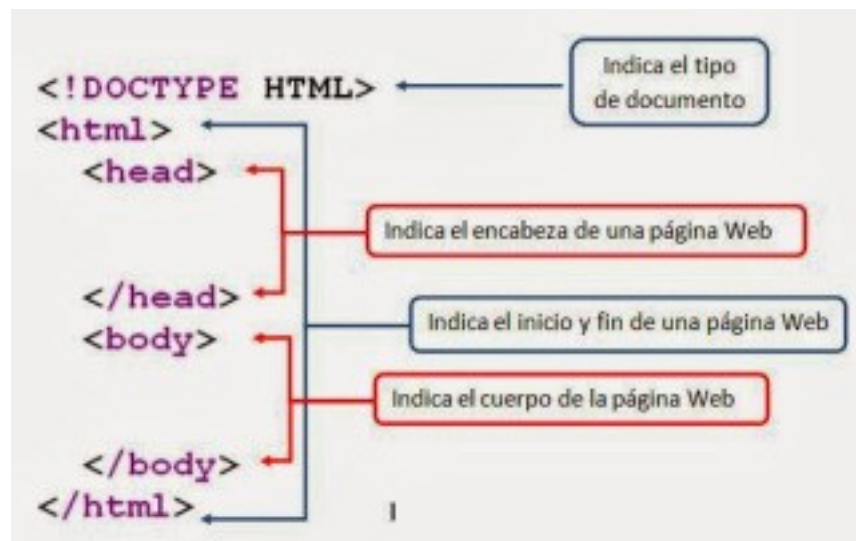 <!DOCTYPE HTML>
Indica el tipo
de documento
<html>
<head>
Indica el encabeza de una página Web
</head>
Indica el inicio y fin de una página Web
<body>
Indica el cuerpo de la página Web
</body>
</html>